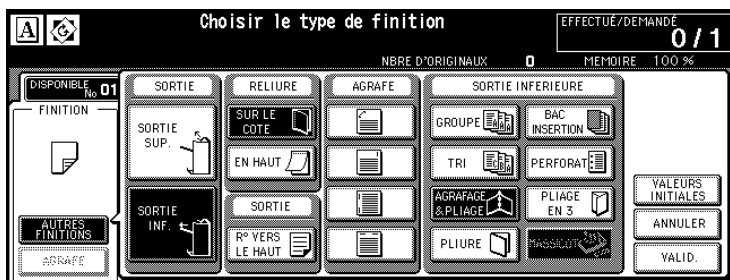 A
Choisir le type de finition
EFFECTUÉ/DEMANDÉ
0 / 1
NBRE D'ORIGINAUX 0 MEMOIRE 100 %
DISPONIBLE No 01
FINITION
AUTRES
FINITIONS
AGRAFE
SORTIE
SORTIE
SUP.
SORTIE
INF.
RELIURE
SUR LE
COTE
EN HAUT
SORTIE
R° VERS
LE HAUT
AGRAFE
SORTIE INFERIEURE
GROUPE
BAC
INSERTION
TRI
PERFORAT
AGRAFAGE
&PLIAGE
PLIAGE
EN 3
PLIURE
MASSICOT
VALEURS
INITIALES
ANNULER
VALID.